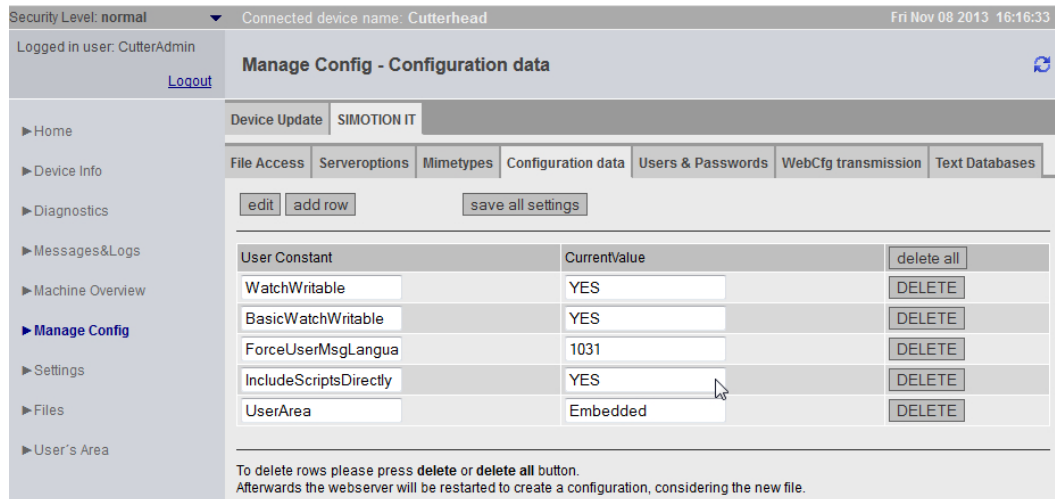 Security Level: normal Connected device name: Cutterhead Fri Nov 08 2013 16:16:33
Logged in user: CutterAdmin
Logout
Manage Config - Configuration data
Device Update SIMOTION IT
File Access Serveroptions Mimetypes Configuration data Users & Passwords WebCfg transmission Text Databases
Home
Device Info
Diagnostics
Messages&Logs
Machine Overview
Manage Config
Settings
Files
User´s Area
edit add row save all settings
User Constant CurrentValue delete all
WatchWritable YES DELETE
BasicWatchWritable YES DELETE
ForceUserMsgLangua 1031 DELETE
IncludeScriptsDirectly YES DELETE
UserArea Embedded DELETE
To delete rows please press delete or delete all button.
Afterwards the webserver will be restarted to create a configuration, considering the new file.